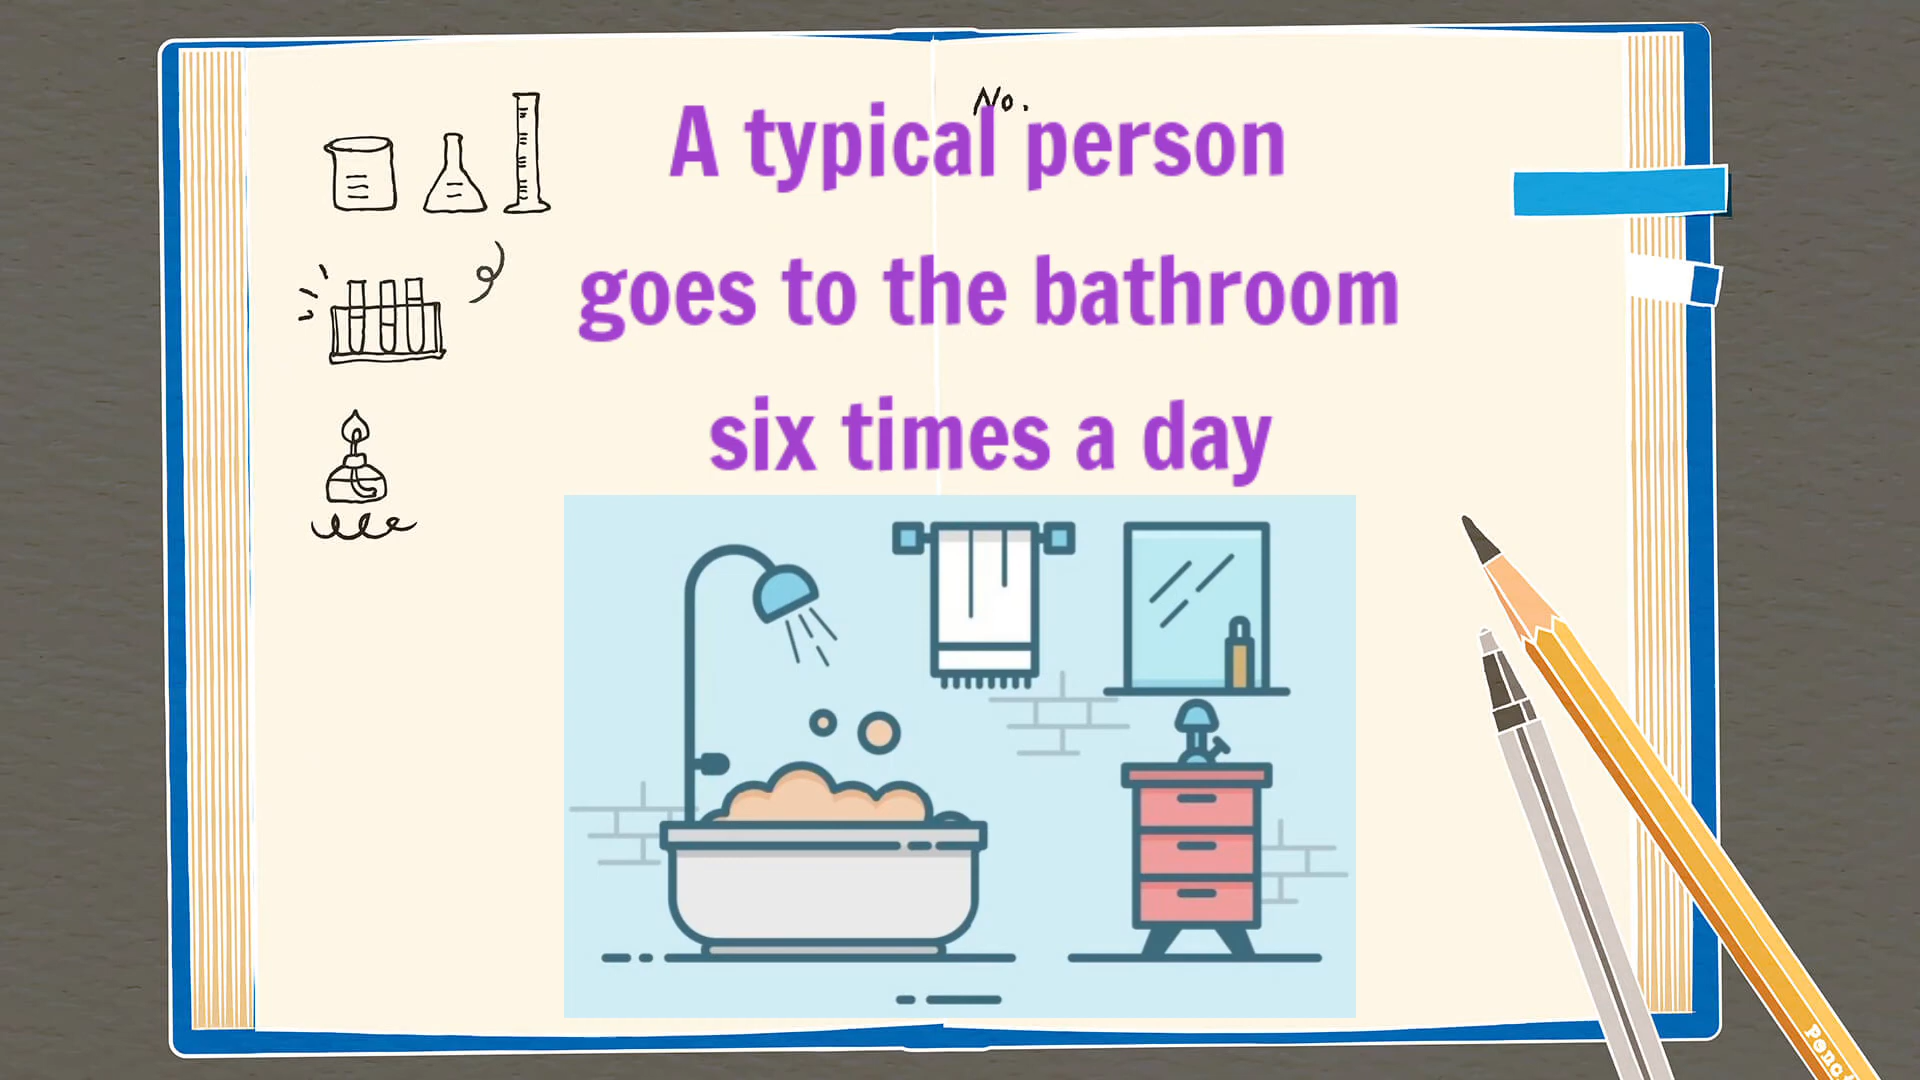 No.
A typical person
goes to the bathroom
six times a day